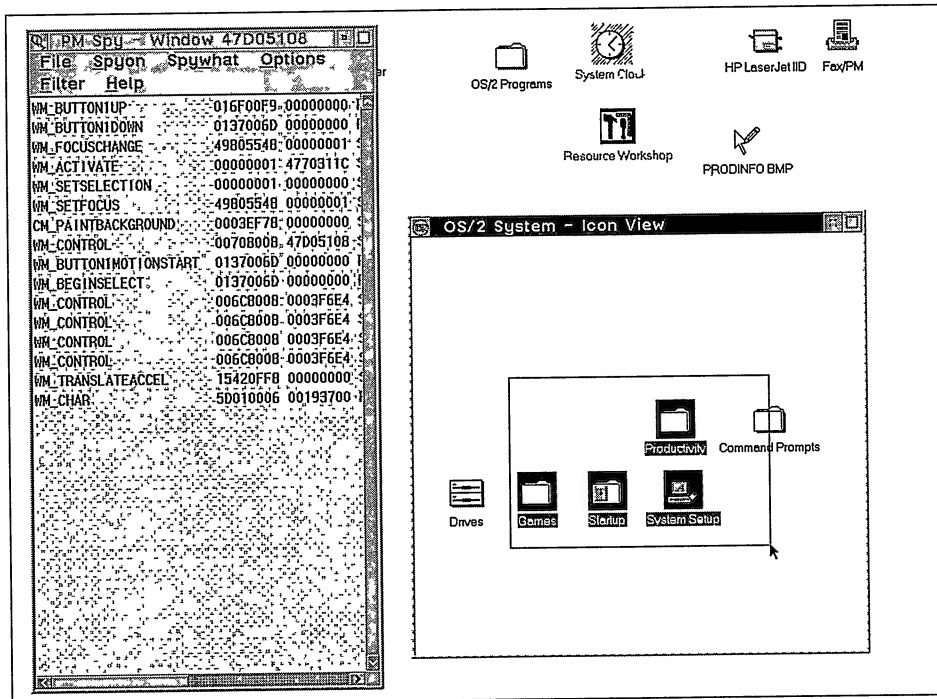 PM Spy - Window 47D05108
File Spyon Spywhat Options
Filter Help
WM_BUTTON1UP 016F00F9 00000000
WM_BUTTON1DOWN 0137006D 00000000
WM_FOCUSCHANGE 49805548 00000001
WM_ACTIVATE 00000001 4770311C
WM_SETSELECTION 00000001 00000000
WM_SETFOCUS 49805548 00000001
CM_PAINTBACKGROUND 0003EF78 00000000
WM_CONTROL 00708008 47D05108
WM_BUTTON1MOTIONSTART 0137006D 00000000
WM_BEGINSELECT 0137006D 00000000
WM_CONTROL 006C8008 0003F6E4
WM_CONTROL 006C8008 0003F6E4
WM_CONTROL 006C8008 0003F6E4
WM_CONTROL 006C8008 0003F6E4
WM_TRANSLATEACCEL 15420FF8 00000000
WM_CHAR 5D010006 00193700
OS/2 Programs
System Clock
HP LaserJet IID
Fax/PM
Resource Workshop
PRODINFO BMP
OS/2 System - Icon View
Productivity
Command Prompts
Drives
Games
Startup
System Setup